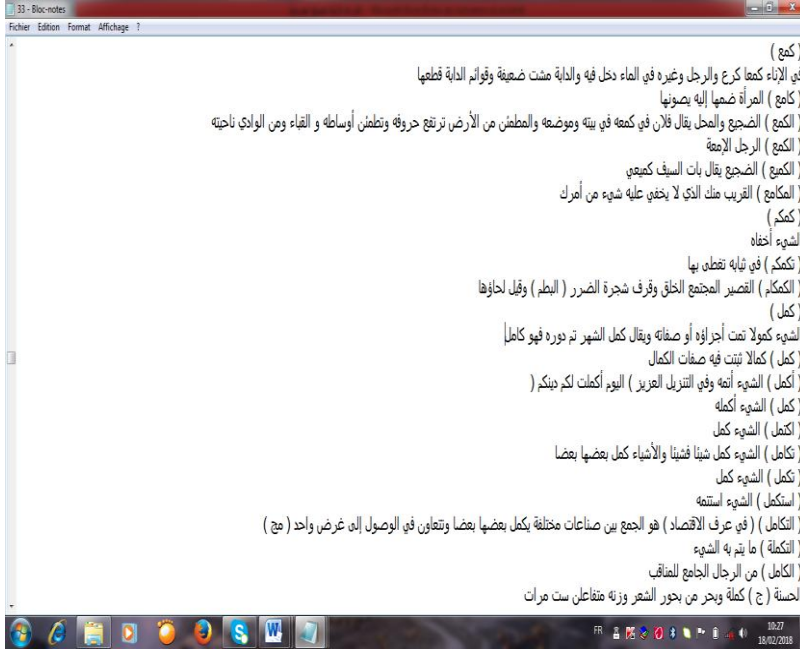 33 - Bloc-notes
Fichier Edition Format Affichage ?
( كمع )
في الإناء كمعا كرع والرجل وغيره في الماء دخل فيه والدابة مشت ضعيفة وقوائم الدابة قطعها
( كامع ) المرأة ضمها إليه يصونها
( الكمع ) الضجيع والمحل يقال فلان في كمعه في بيته وموضعه والمطمئن من الأرض ترتفع حروفه وتطمئن أوساطه و القباء ومن الوادي ناحيته
( الكمع ) الرجل الإمعة
( الكميع ) الضجيع يقال بات السيف كميعي
( المكامع ) القريب منك الذي لا يخفي عليه شيء من أمرك
( كمكم )
لشيء أخفاه
( تكمكم ) في ثيابه تغطى بها
( الكمكام ) القصير المجتمع الخلق وقرف شجرة الضرر ( البطم ) وقيل لحاؤها
( كمل )
لشيء كمولا تمت أجزاؤه أو صفاته ويقال كمل الشهر تم دوره فهو كامل
( كمل ) كمالا ثبتت فيه صفات الكمال
( أكمل ) الشيء أتمه وفي التنزيل العزيز ) اليوم أكملت لكم دينكم (
( كمل ) الشيء أكمله
( اكتمل ) الشيء كمل
( تكامل ) الشيء كمل شيئا فشيئا والأشياء كمل بعضها بعضا
( تكمل ) الشيء كمل
( استكمل ) الشيء استتمه
( التكامل ) ( في عرف الاقتصاد ) هو الجمع بين صناعات مختلفة يكمل بعضها بعضا وتتعاون في الوصول إلى غرض واحد ( مج )
( التكملة ) ما يتم به الشيء
( الكامل ) من الرجال الجامع للمناقب
لحسنة ( ج ) كملة وبحر من بحور الشعر وزنه متفاعلن ست مرات
FR
10:27
18/02/2018